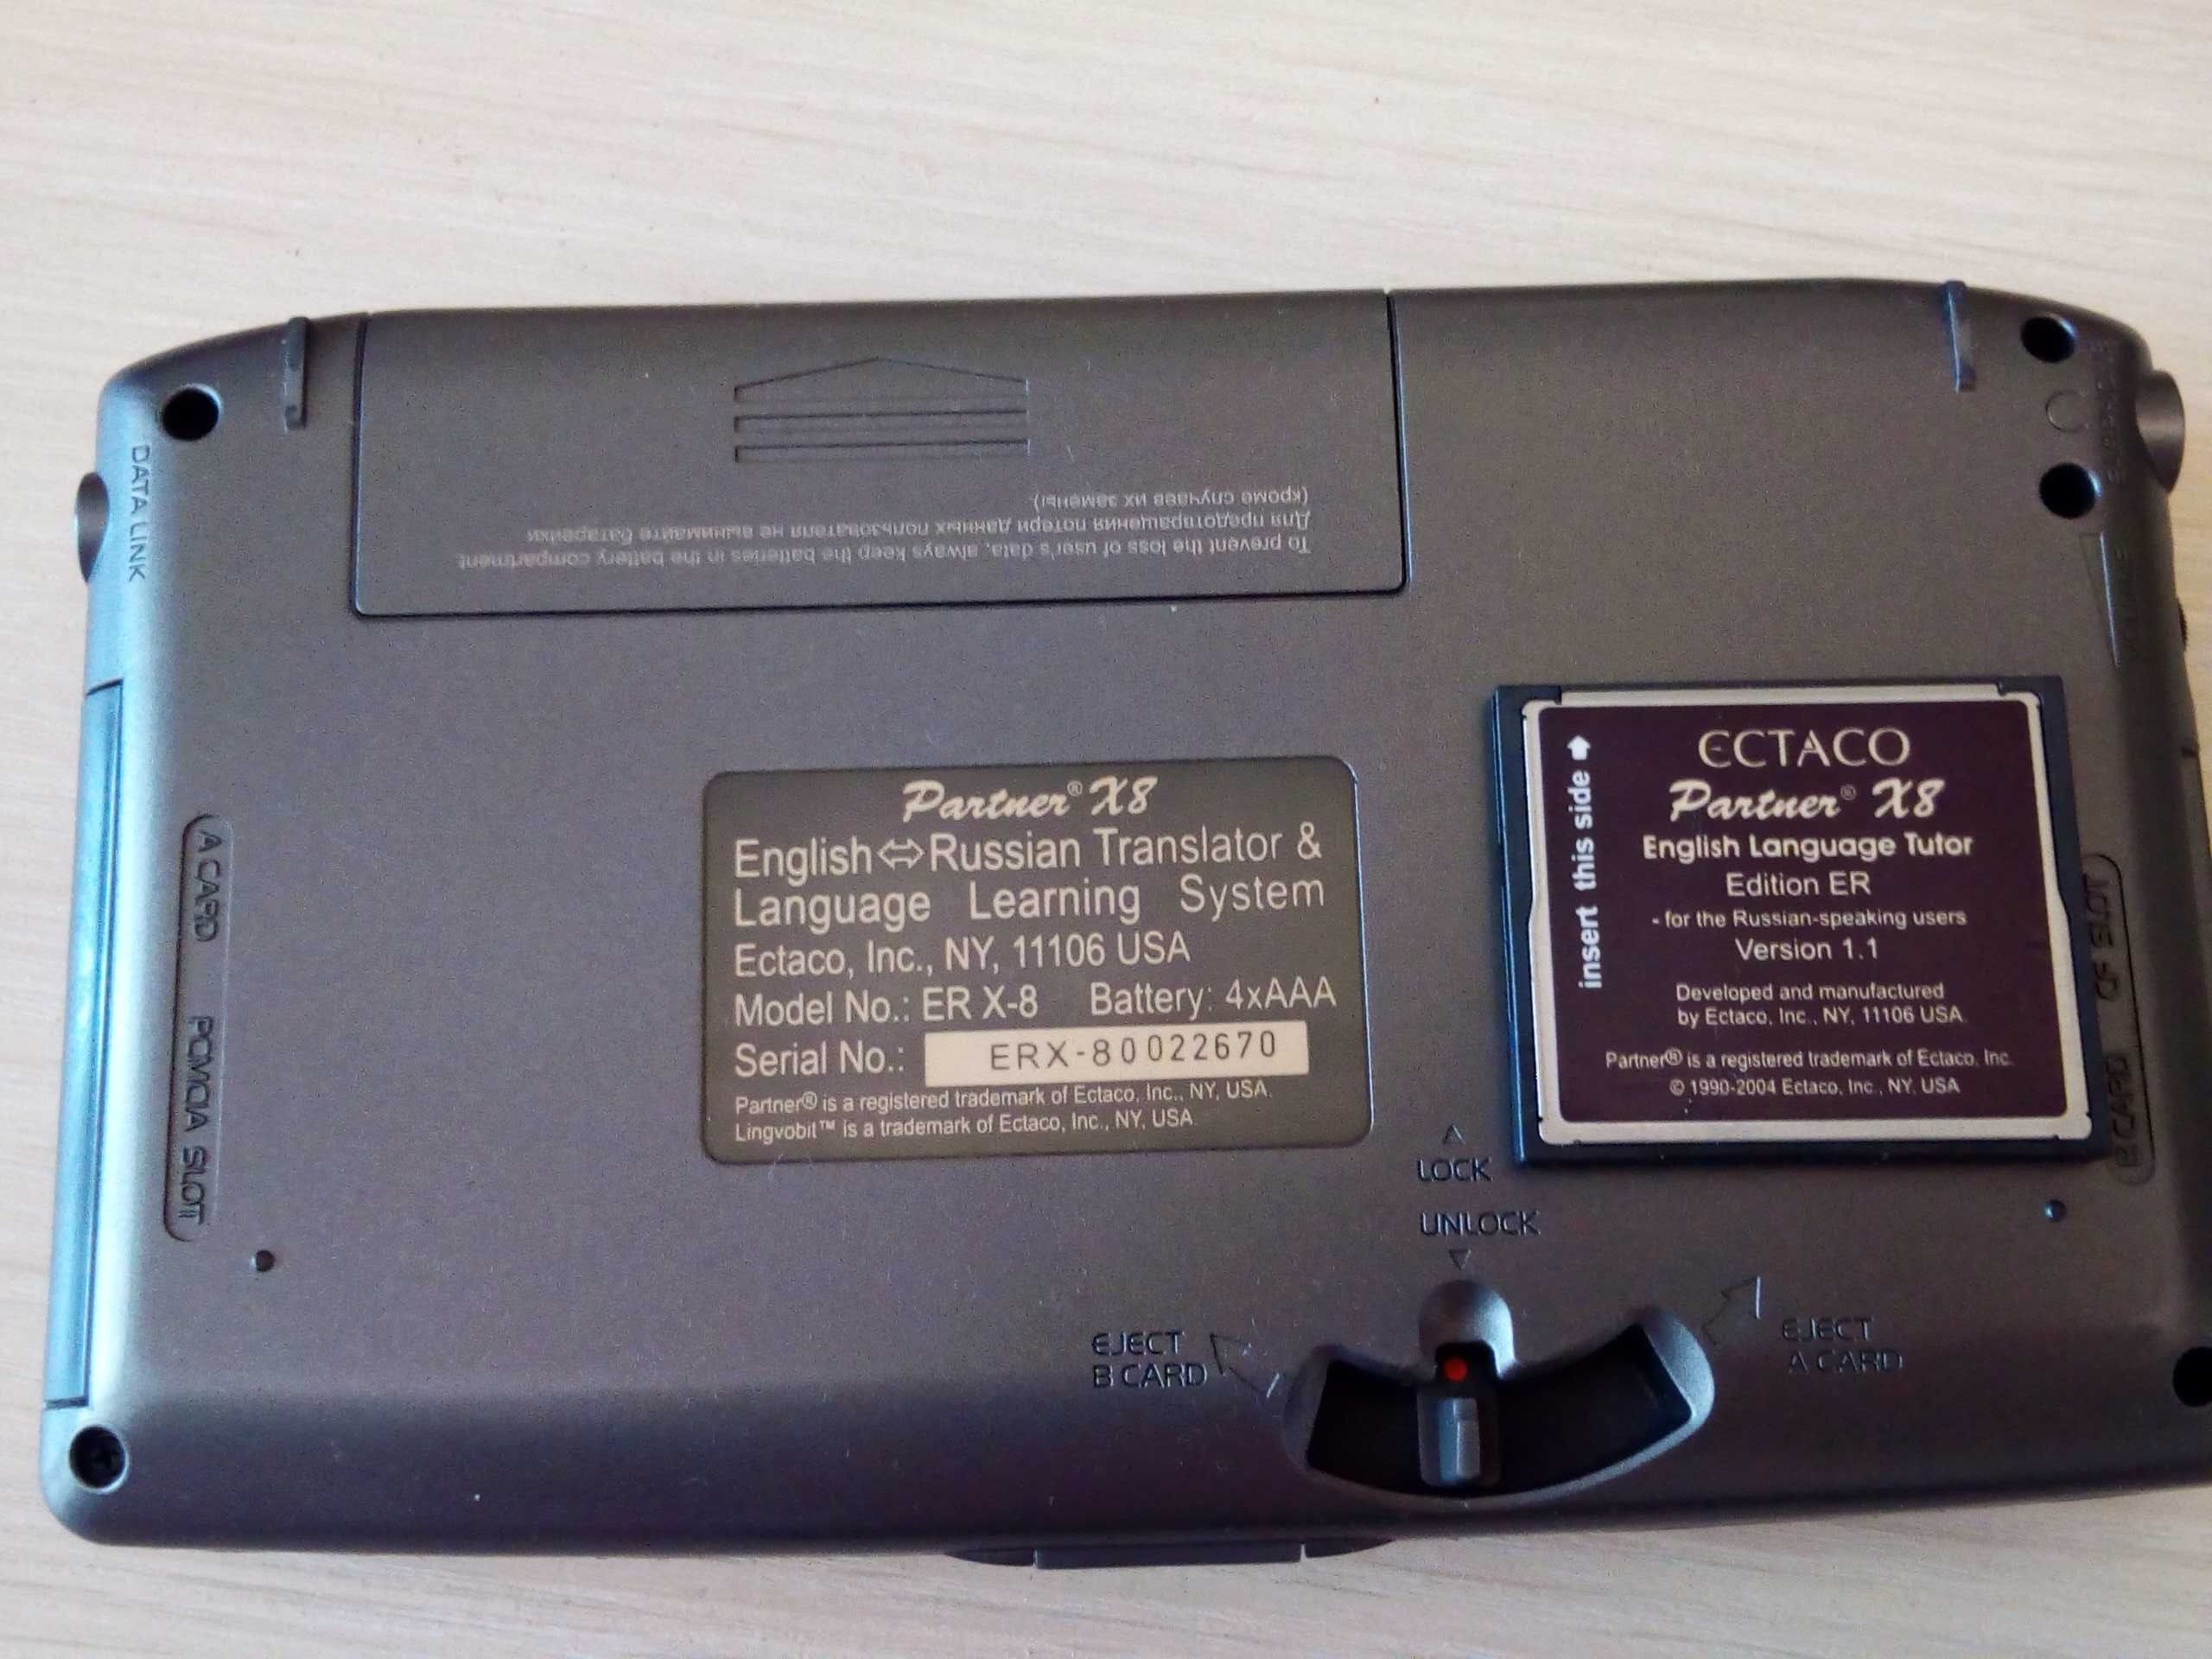 (кроме случаев их замены).
Для предотвращения потери данных пользователя не вынимайте батарейки
To prevent the loss of user's data, always keep the batteries in the battery compartment
DATA LINK
A CARD PCMCIA SLOT
Partner® X8
English⇔Russian Translator &
Language Learning System
Ectaco, Inc., NY, 11106 USA
Model No.: ER X-8 Battery: 4xAAA
Serial No.: ERX-80022670
Partner® is a registered trademark of Ectaco, Inc., NY, USA.
Lingvobit™ is a trademark of Ectaco, Inc., NY, USA.
insert this side
ECTACO
Partner® X8
English Language Tutor
Edition ER
- for the Russian-speaking users
Version 1.1
Developed and manufactured
by Ectaco, Inc., NY, 11106 USA.
Partner® is a registered trademark of Ectaco, Inc.
© 1990-2004 Ectaco, Inc., NY, USA
B CARD CF SLOT
LOCK
UNLOCK
EJECT
B CARD
EJECT
A CARD